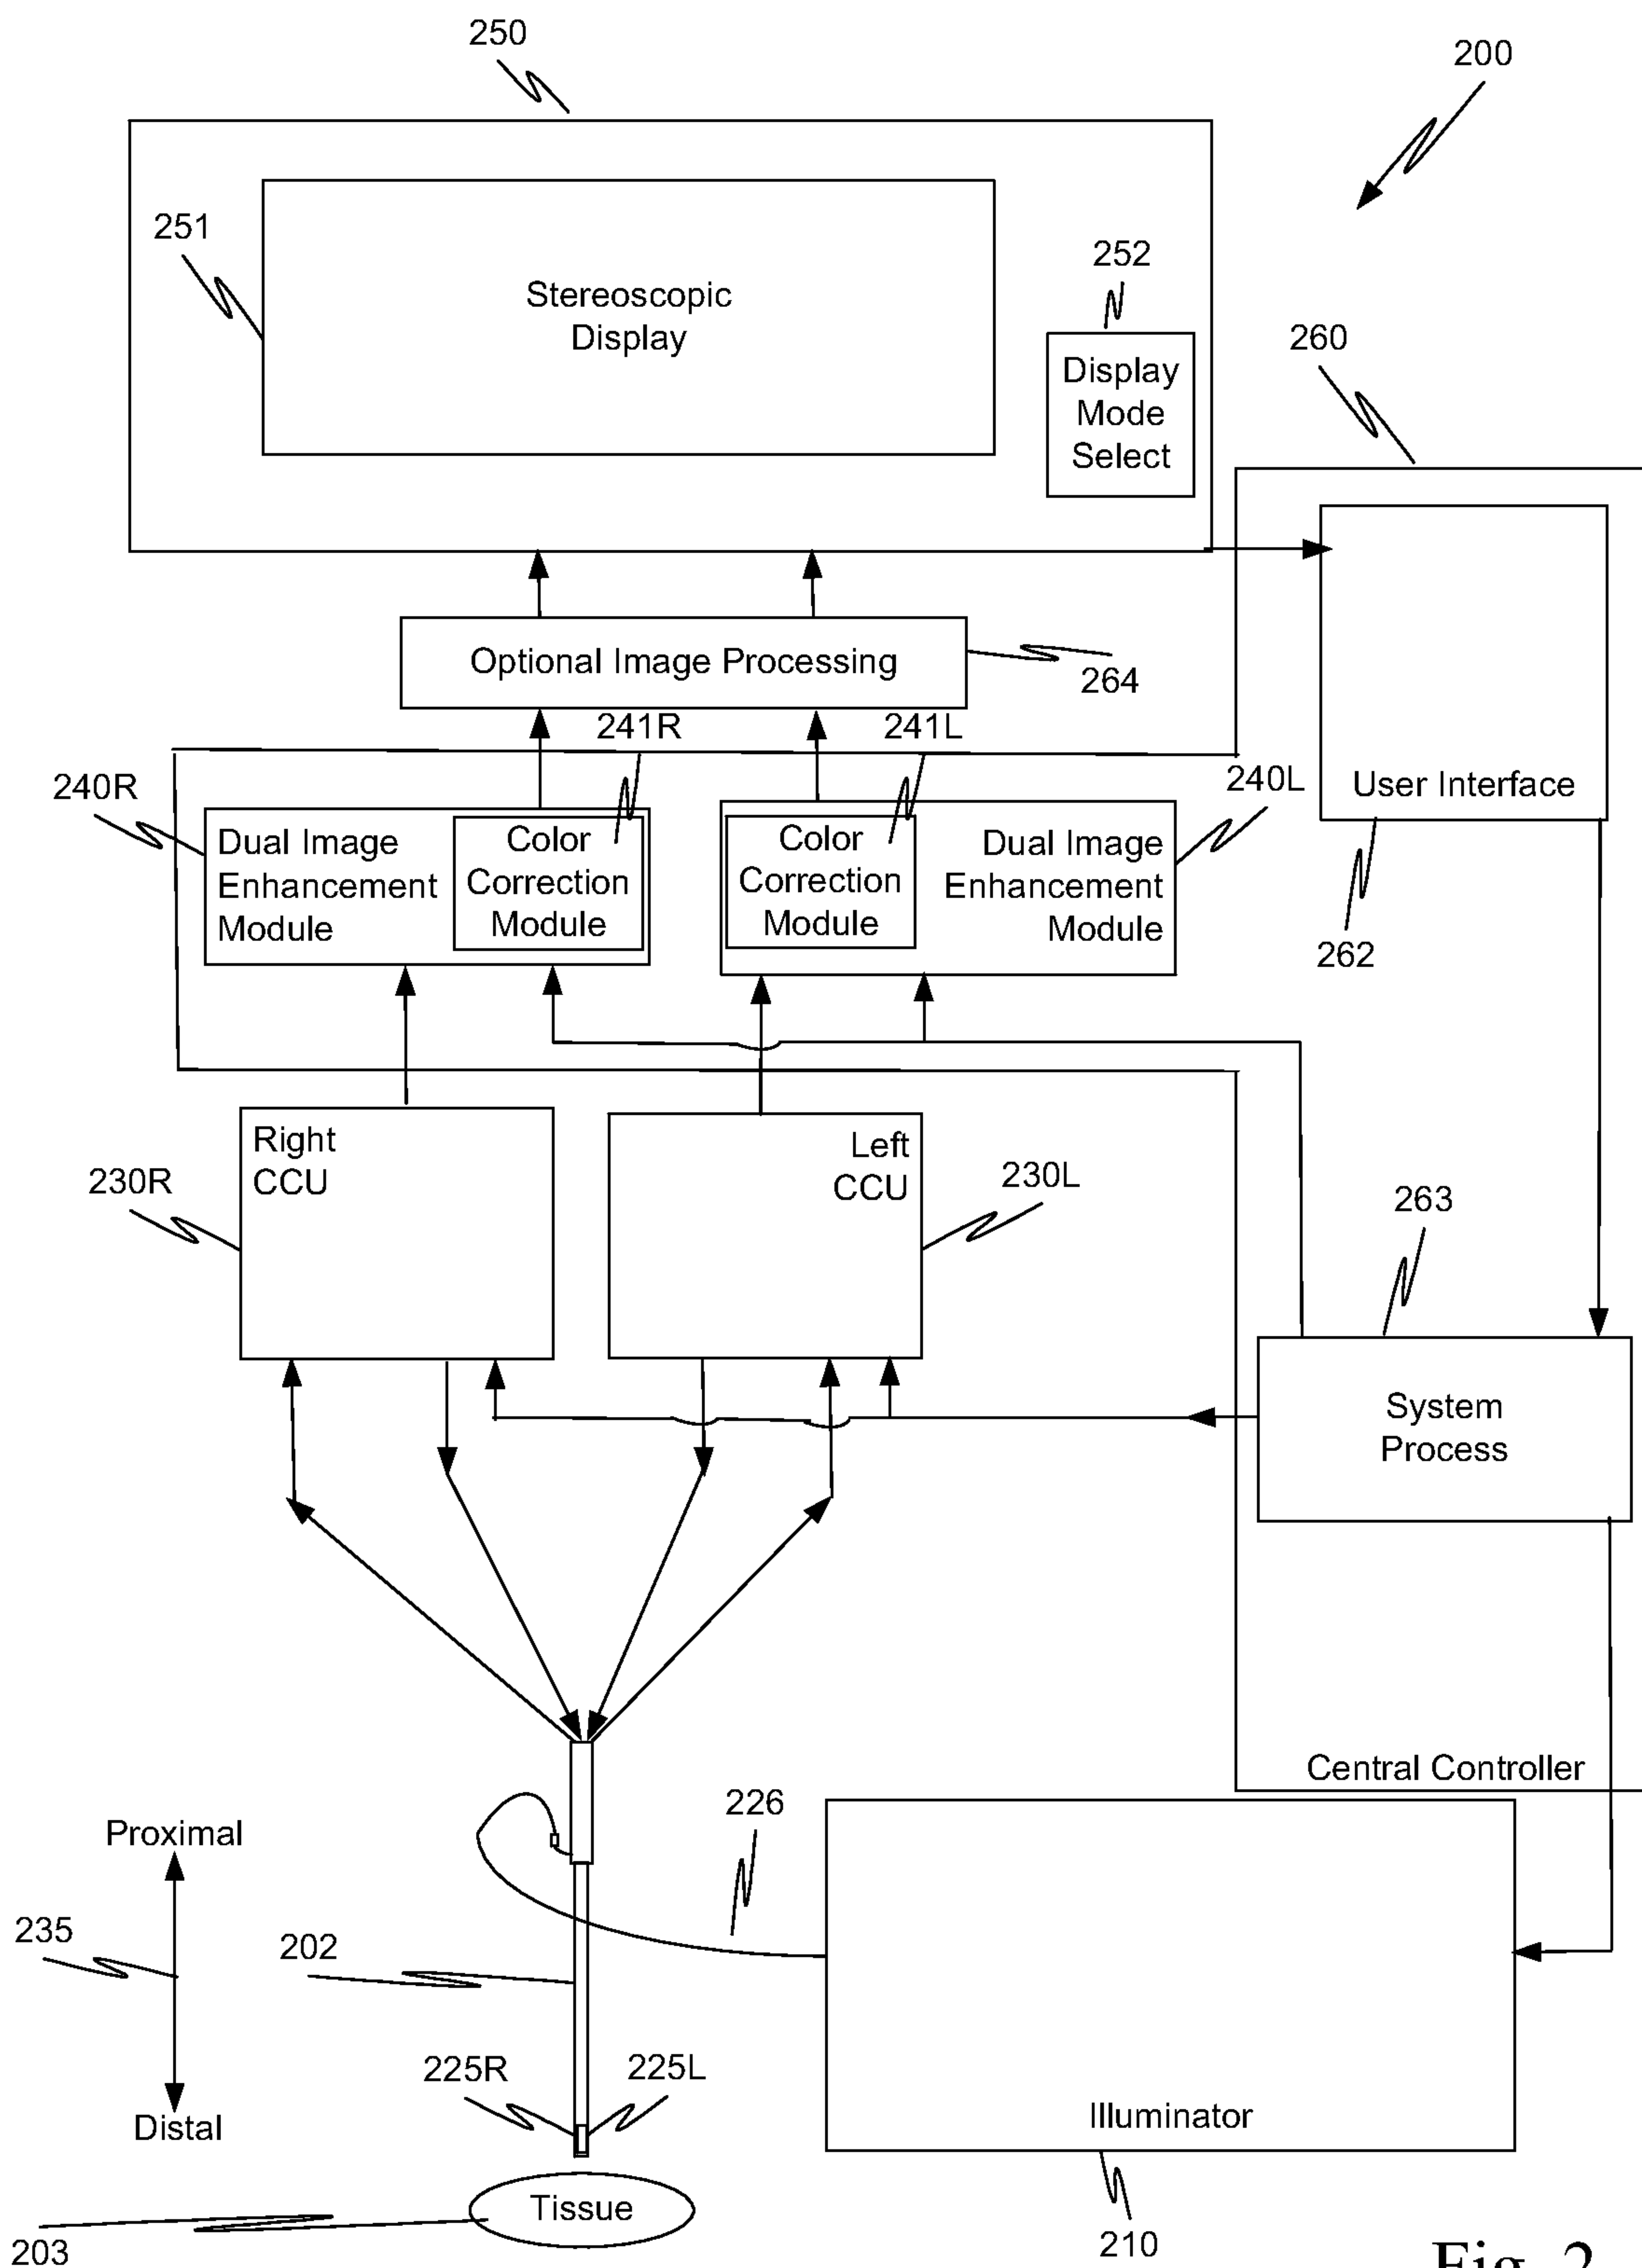 250
200
251
Stereoscopic
Display
252
Display
Mode
Select
260
Optional Image Processing
264
241R
241L
240R
240L
User Interface
Dual Image
Enhancement
Module
Color
Correction
Module
Color
Correction
Module
Dual Image
Enhancement
Module
262
Right
CCU
Left
CCU
230R
230L
263
System
Process
Central Controller
226
Proximal
235
202
225R
225L
Distal
Illuminator
Tissue
203
210
Fig. 2